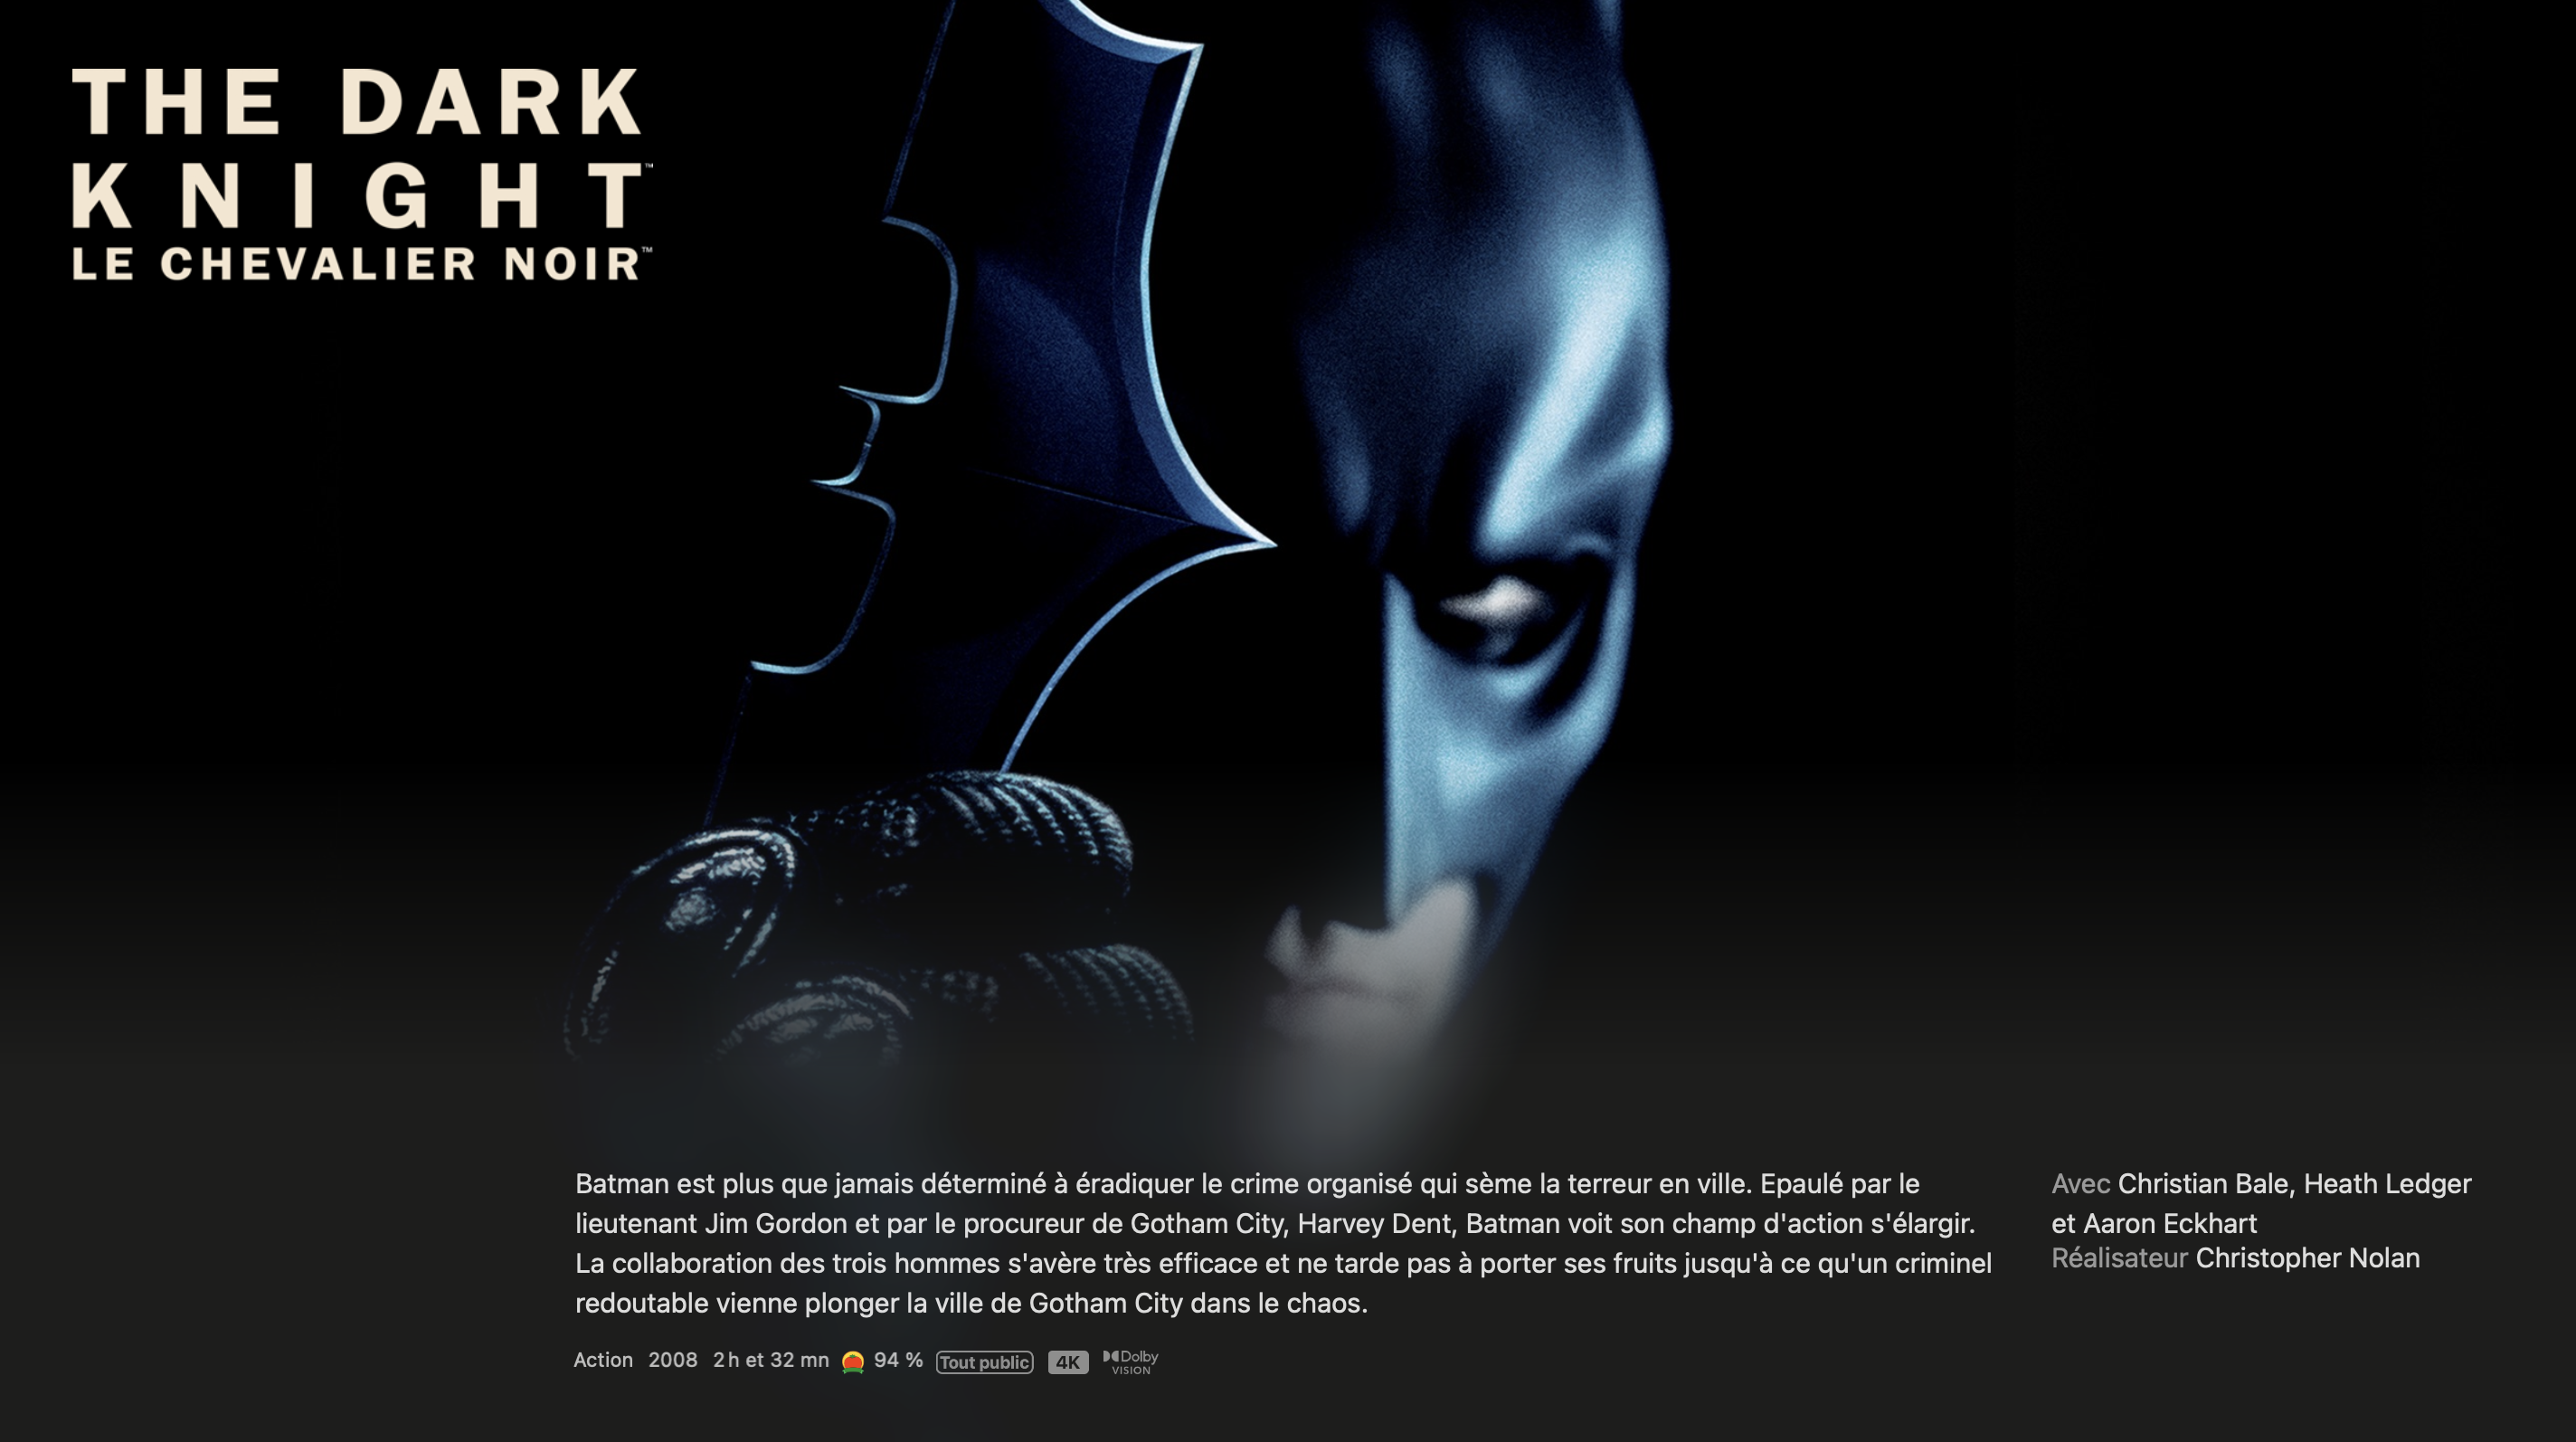 THE DARK
KNIGHT™
LE CHEVALIER NOIR™
Batman est plus que jamais déterminé à éradiquer le crime organisé qui sème la terreur en ville. Epaulé par le
lieutenant Jim Gordon et par le procureur de Gotham City, Harvey Dent, Batman voit son champ d'action s'élargir.
La collaboration des trois hommes s'avère très efficace et ne tarde pas à porter ses fruits jusqu'à ce qu'un criminel
redoutable vienne plonger la ville de Gotham City dans le chaos.
Action 2008 2 h et 32 mn 94 % Tout public 4K Dolby VISION
Avec Christian Bale, Heath Ledger
et Aaron Eckhart
Réalisateur Christopher Nolan